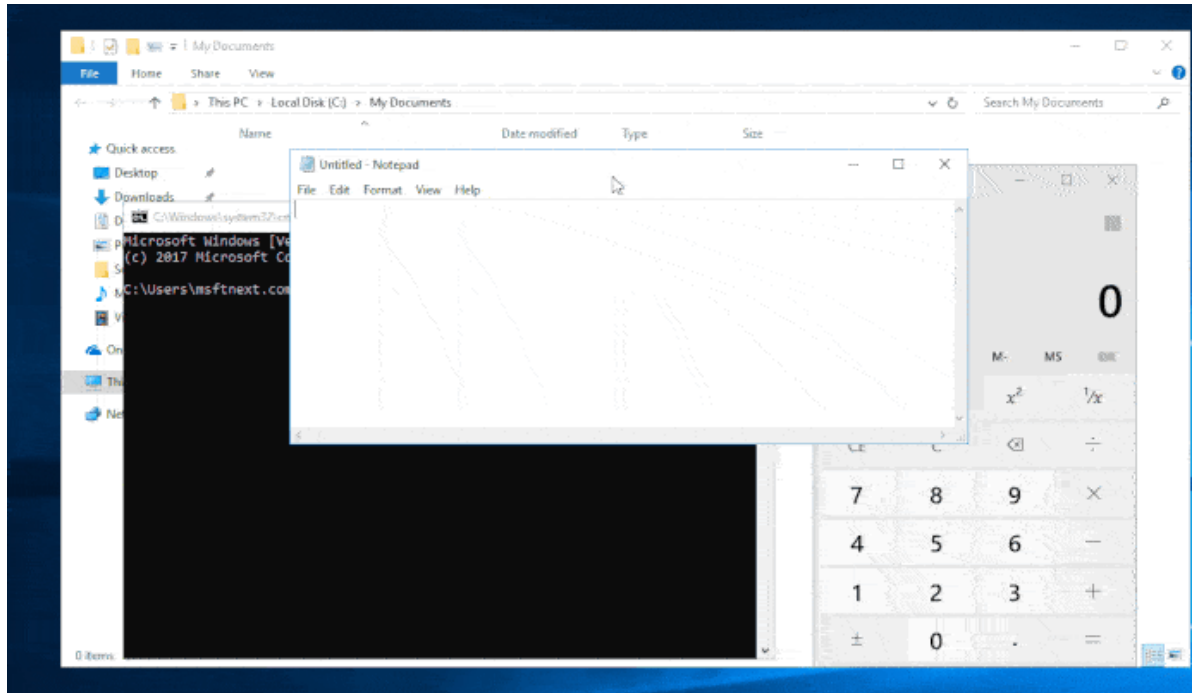 My Documents
File Home Share View
This PC > Local Disk (C:) > My Documents
Search My Documents
Name Date modified Type Size
Quick access
Desktop
Downloads
Untitled - Notepad
File Edit Format View Help
C:\Windows\system32\
Microsoft Windows
(c) 2017 Microsoft
C:\Users\msftnext.com
0
M- MS
x² ¹/x
CE C ÷
7 8 9 ×
4 5 6 −
1 2 3 +
± 0 . =
0 items